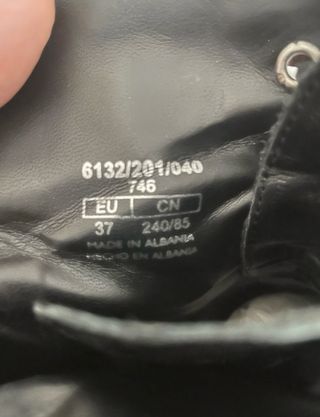 6132/201/040
746
EU CN
37 240/85
MADE IN ALBANIA
HECHO EN ALBANIA